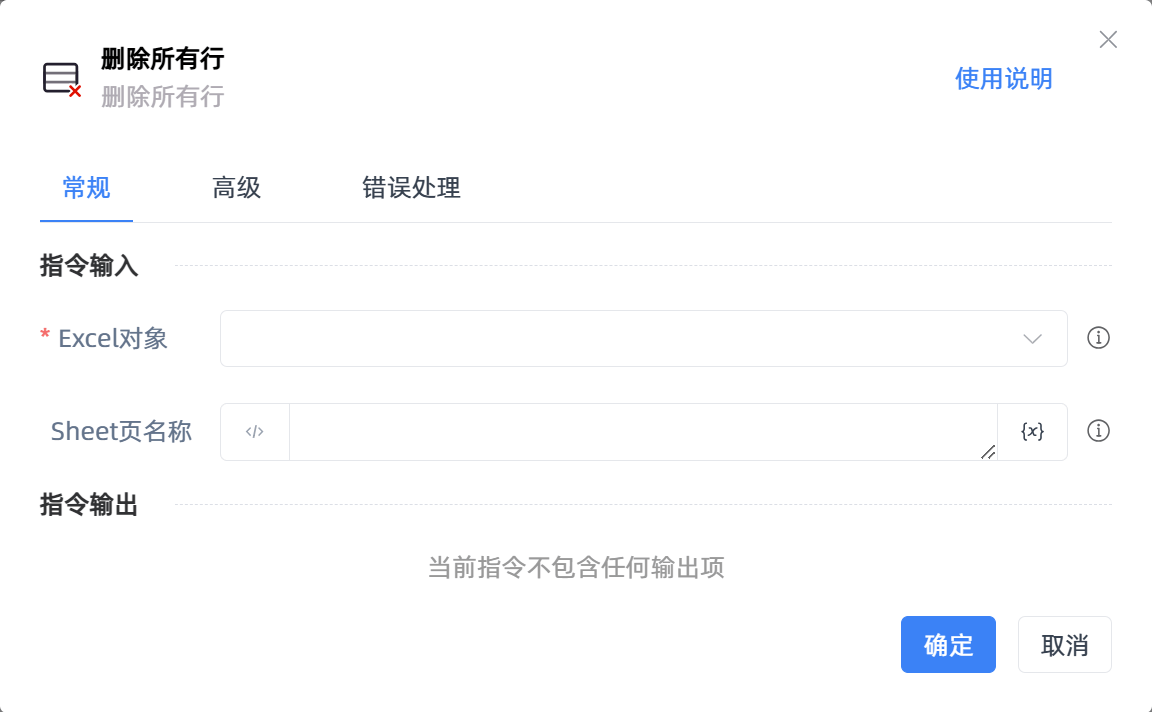 删除所有行
删除所有行
使用说明
常规 高级 错误处理
指令输入
* Excel对象
Sheet页名称 </> {x}
指令输出
当前指令不包含任何输出项
确定 取消